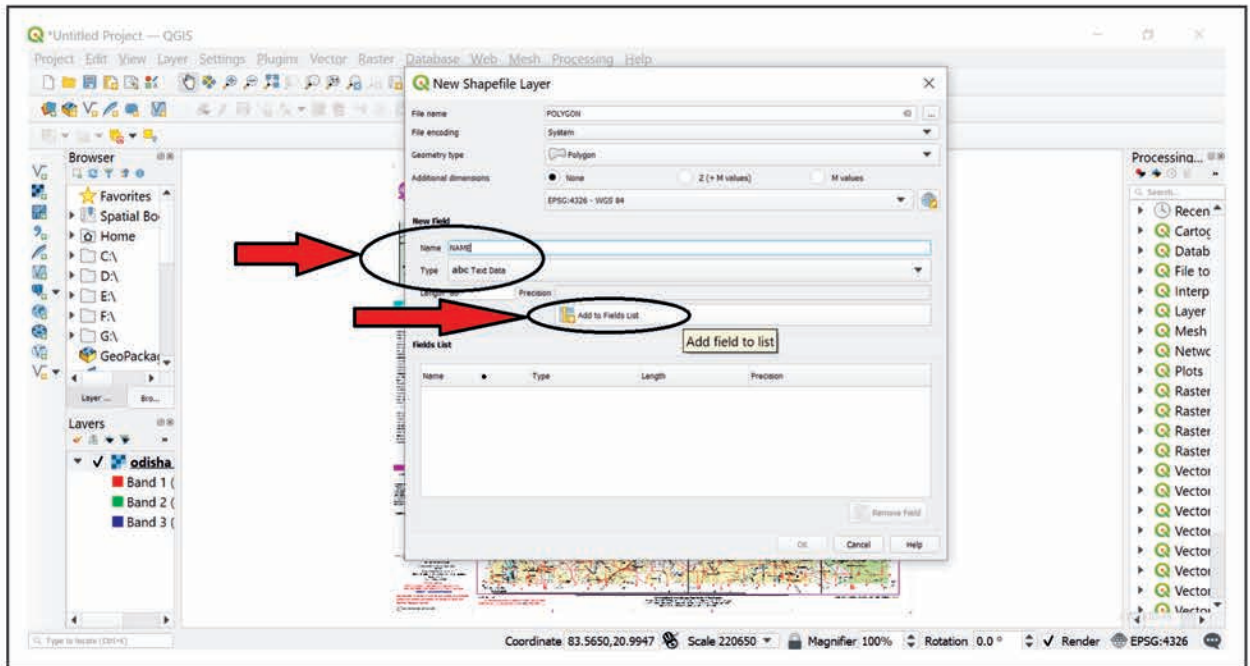 *Untitled Project — QGIS
Project Edit View Layer Settings Plugins Vector Raster Database Web Mesh Processing Help
New Shapefile Layer
File name POLYGON
File encoding System
Geometry type Polygon
Additional dimensions None Z (+ M values) M values
EPSG:4326 - WGS 84
New Field
Name NAME
Type abc Text Data
Length Precision
Add to Fields List
Add field to list
Fields List
Name Type Length Precision
Remove Field
OK Cancel Help
Browser
Favorites
Spatial Bo
Home
C:\
D:\
E:\
F:\
G:\
GeoPackag
Layer ... Bro...
Layers
odisha
Band 1 (
Band 2 (
Band 3 (
Processing...
Search...
Recen
Cartog
Datab
File to
Interp
Layer
Mesh
Netwc
Plots
Raster
Raster
Raster
Raster
Vector
Vector
Vector
Vector
Vector
Vector
Vector
Vector
Type to locate (Ctrl+K) Coordinate 83.5650,20.9947 Scale 220650 Magnifier 100% Rotation 0.0 ° Render EPSG:4326